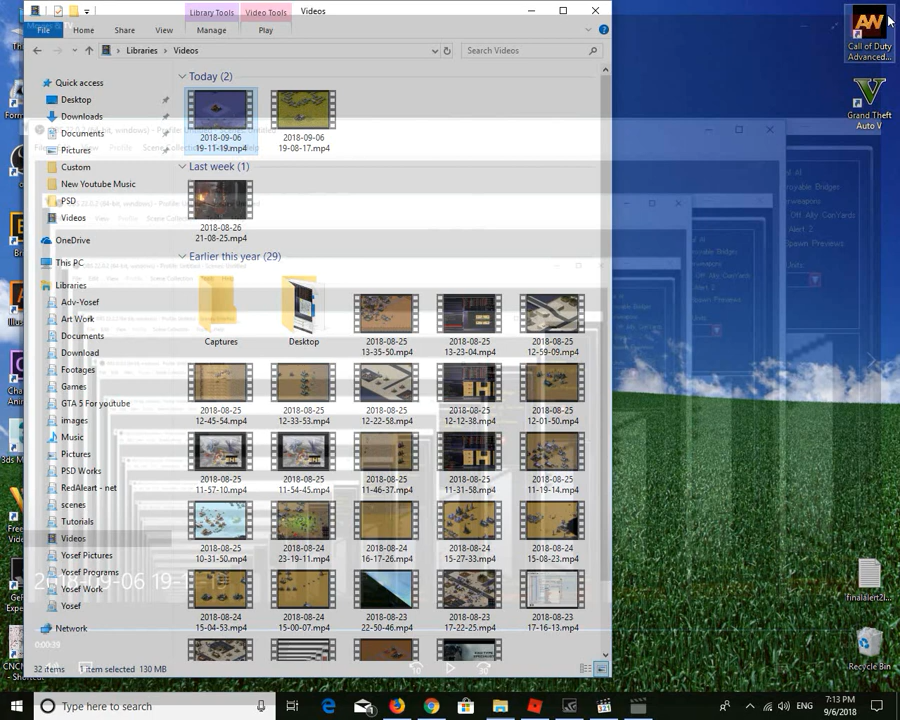 Library Tools
Video Tools
Videos
File
Home
Share
View
Manage
Play
Libraries
Videos
Search Videos
Quick access
Desktop
Downloads
Documents
Pictures
Custom
New Youtube Music
PSD
Videos
OneDrive
This PC
Libraries
Adv-Yosef
Art Work
Documents
Download
Footages
Games
GTA 5 For youtube
images
Music
Pictures
PSD Works
RedAleart - net
scenes
Tutorials
Videos
Yosef Pictures
Yosef Programs
Yosef Work
Yosef
Network
Today (2)
2018-09-06
19-11-19.mp4
2018-09-06
19-08-17.mp4
Last week (1)
2018-08-26
21-08-25.mp4
Earlier this year (29)
Captures
Desktop
2018-08-25
13-35-50.mp4
2018-08-25
13-23-04.mp4
2018-08-25
12-59-09.mp4
2018-08-25
12-45-54.mp4
2018-08-25
12-33-53.mp4
2018-08-25
12-22-58.mp4
2018-08-25
12-12-38.mp4
2018-08-25
12-01-50.mp4
2018-08-25
11-57-10.mp4
2018-08-25
11-54-45.mp4
2018-08-25
11-46-37.mp4
2018-08-25
11-31-58.mp4
2018-08-25
11-19-14.mp4
2018-08-25
10-31-50.mp4
2018-08-24
23-19-11.mp4
2018-08-24
16-17-26.mp4
2018-08-24
15-27-33.mp4
2018-08-24
15-08-23.mp4
2018-08-24
15-04-53.mp4
2018-08-24
15-00-07.mp4
2018-08-23
22-50-46.mp4
2018-08-23
17-22-25.mp4
2018-08-23
17-16-13.mp4
2018-09-06 19-11-19
0:00:39
10
30
32 items
1 item selected 130 MB
AW
Call of Duty
Advanced...
Grand Theft
Auto V
finalalert2l...
Recycle Bin
Type here to search
321
ENG
7:13 PM
9/6/2018